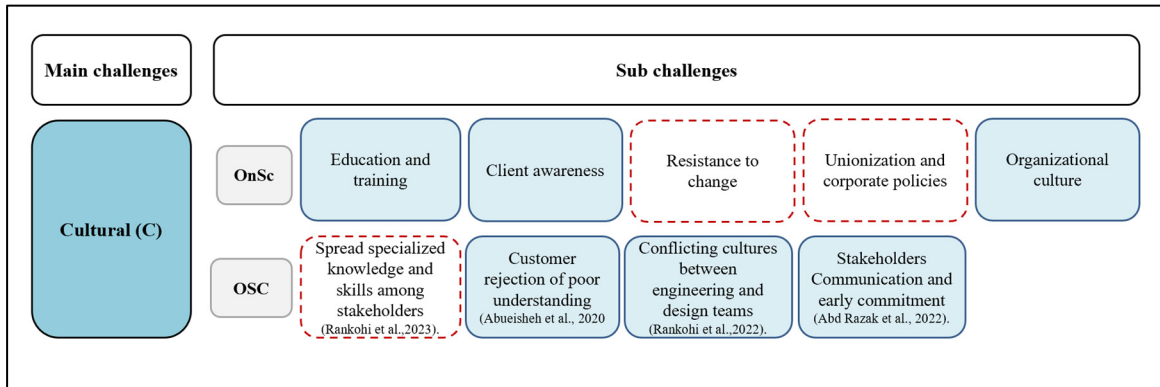 Main challenges
Sub challenges
Cultural (C)
OnSc
Education and
training
Client awareness
Resistance to
change
Unionization and
corporate policies
Organizational
culture
OSC
Spread specialized
knowledge and
skills among
stakeholders
(Rankohi et al.,2023).
Customer
rejection of poor
understanding
(Abueisheh et al., 2020
Conflicting cultures
between
engineering and
design teams
(Rankohi et al.,2022).
Stakeholders
Communication and
early commitment
(Abd Razak et al., 2022).